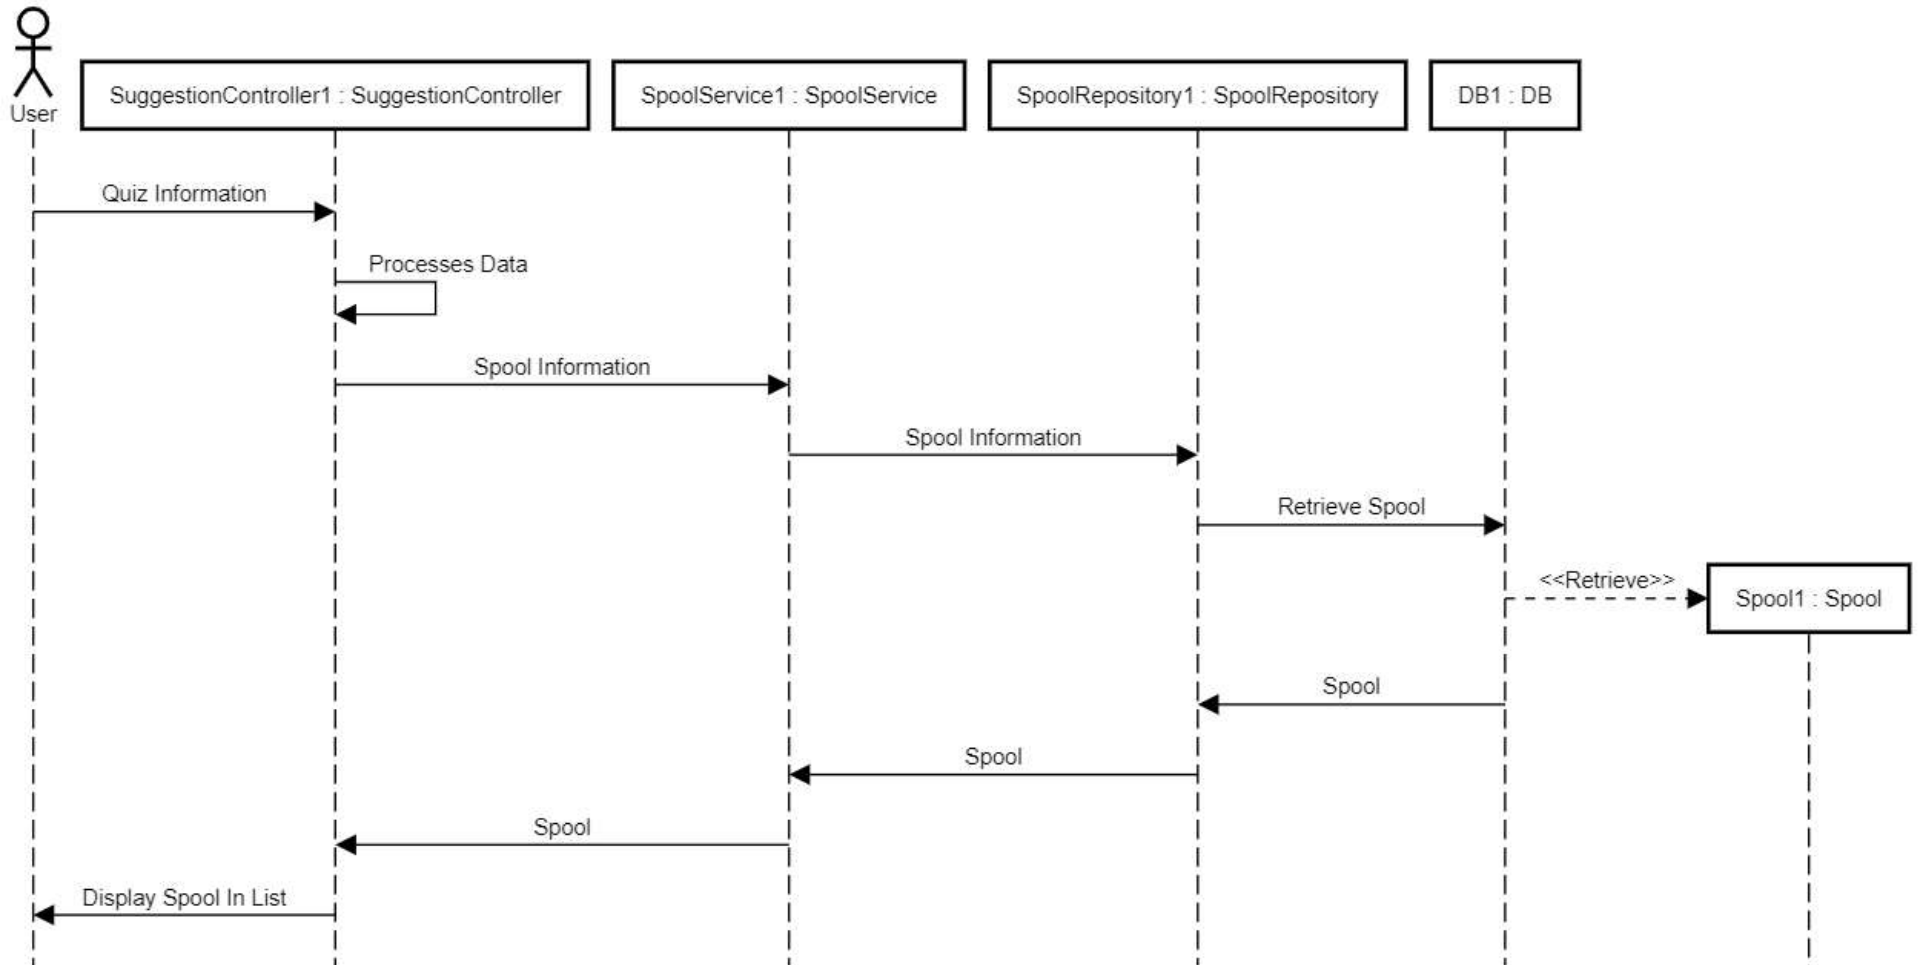 User
SuggestionController1 : SuggestionController
SpoolService1 : SpoolService
SpoolRepository1 : SpoolRepository
DB1 : DB
Quiz Information
Processes Data
Spool Information
Spool Information
Retrieve Spool
<<Retrieve>>
Spool1 : Spool
Spool
Spool
Spool
Display Spool In List